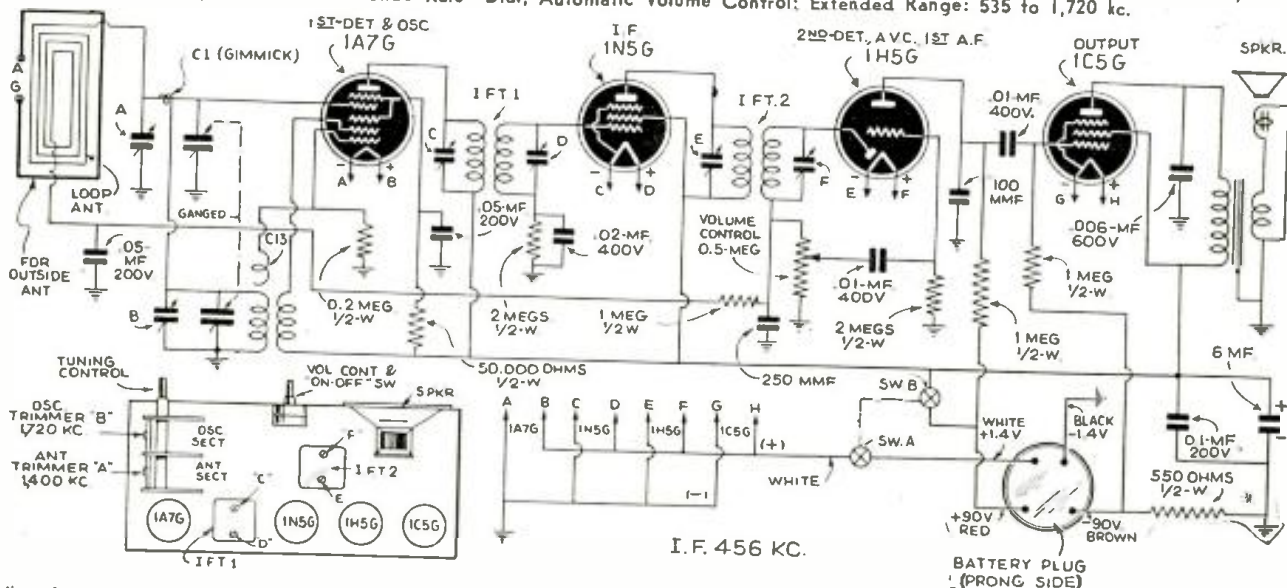 Dial, Automatic Volume Control; Extended Range: 535 to 1,720 kc.
1ST-DET & OSC
1A7G
I.F.
1N5G
2ND-DET., A.V.C. 1ST A.F.
1H5G
OUTPUT
1C5G
SPKR.
A
G
C1 (GIMMICK)
A
GANGED
LOOP
ANT.
FOR
OUTSIDE
ANT
.05-
MF
200V
C13
B
- A
+ B
C
I FT 1
D
.05-MF
200V
.02-MF
400V
- C
+ D
E
I FT.2
F
- E
+ F
VOLUME
CONTROL
0.5-MEG
.01-MF
400V
.01-MF
400V.
100
MMF
- G
+ H
.006-MF
600V
0.2 MEG
1/2-W
2 MEGS
1/2-W
1 MEG
1/2W
2 MEGS
1/2-W
1 MEG
1/2-W
1 MEG
1/2-W
50,000 OHMS
1/2-W
250 MMF
6 MF
+
-
0.1-MF
200V
550 OHMS
1/2-W
TUNING
CONTROL
VOL CONT &
"ON-OFF" SW
SPKR
OSC
TRIMMER "B"
1,720 KC
ANT
TRIMMER "A"
1,400 KC
OSC
SECT
ANT
SECT
"F"
I FT2
E
"C"
D"
I FT1
1A7G
1N5G
1H5G
1C5G
A B C D E F G H
1A7G 1N5G 1H5G 1C5G
(+)
(-)
SW. B
SW. A
WHITE
WHITE
+1.4V
BLACK
-1.4V
+90V
RED
-90V
BROWN
I.F. 456 KC.
BATTERY PLUG
(PRONG SIDE)